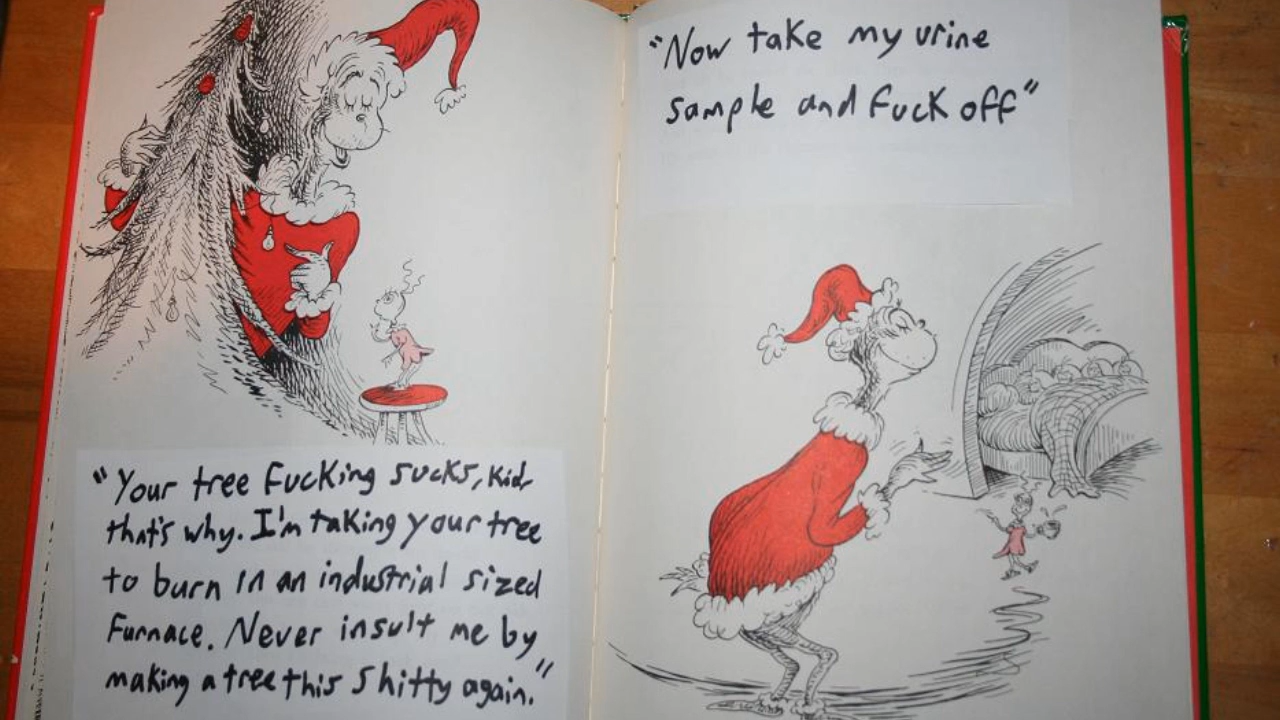 "Your tree Fucking sucks, kid,
that's why. I'm taking your tree
to burn in an industrial sized
Furnace. Never insult me by
making a tree this shitty again."
"Now take my urine
sample and fuck off"